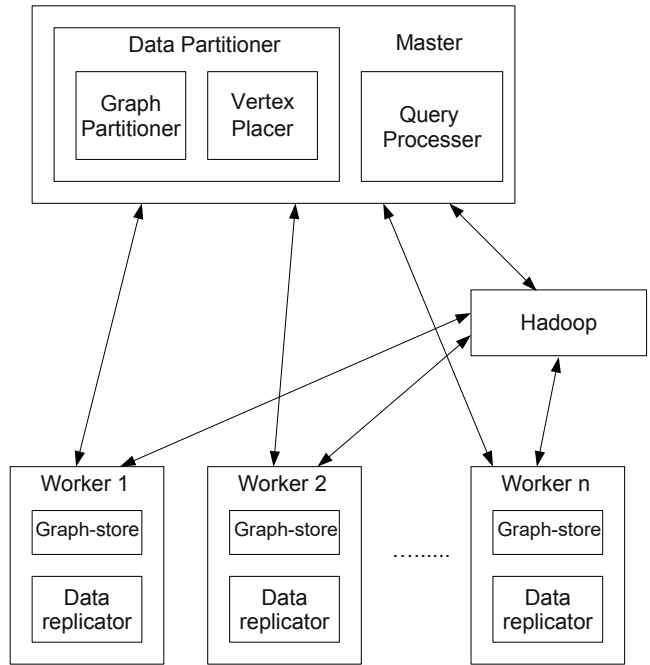 Data Partitioner
Master
Graph
Partitioner
Vertex
Placer
Query
Processer
Hadoop
Worker 1
Graph-store
Data
replicator
Worker 2
Graph-store
Data
replicator
..........
Worker n
Graph-store
Data
replicator